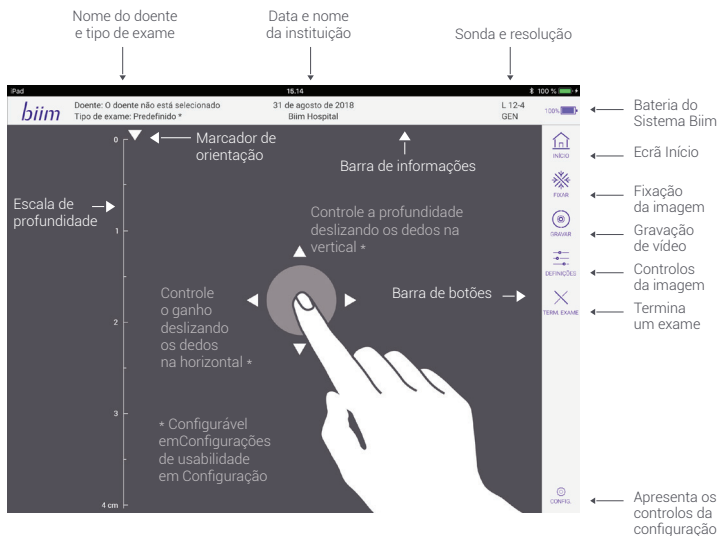 Nome do doente
e tipo de exame
Data e nome
da instituição
Sonda e resolução
iPad
15.14
100 %
biim
Doente: O doente não está selecionado
Tipo de exame: Predefinido *
31 de agosto de 2018
Biim Hospital
L 12-4
GEN
100%
Bateria do
Sistema Biim
0
Marcador de
orientação
Barra de informações
INÍCIO
Ecrã Início
Escala de
profundidade
FIXAR
Fixação
da imagem
1
Controle a profundidade
deslizando os dedos na
vertical *
GRAVAR
Gravação
de vídeo
DEFINIÇÕES
Controlos
da imagem
Controle
o ganho
deslizando
os dedos
na horizontal *
Barra de botões
TERM. EXAME
Termina
um exame
2
3
* Configurável
emConfigurações
de usabilidade
em Configuração
4 cm
CONFIG.
Apresenta os
controlos da
configuração